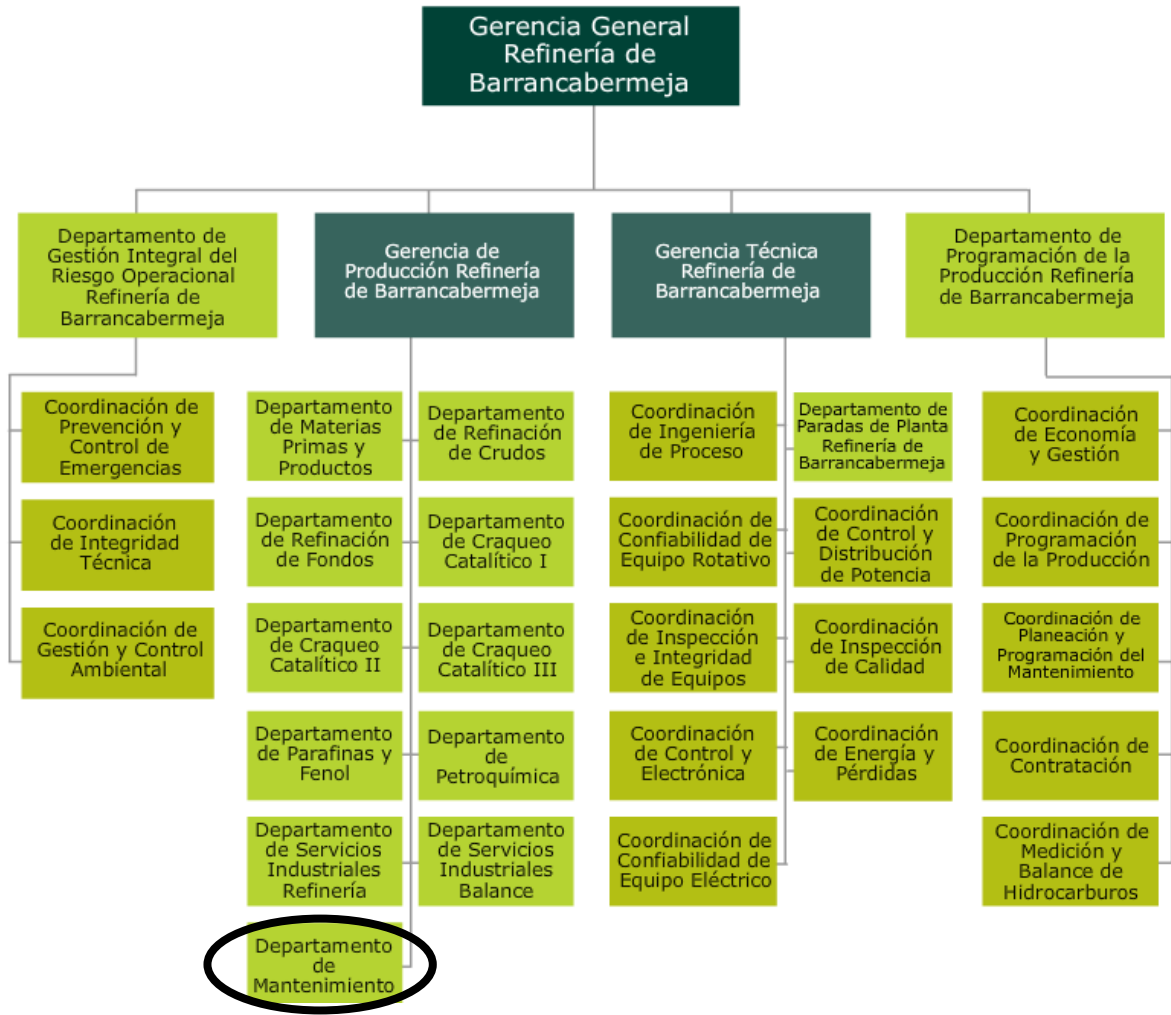 Gerencia General
Refinería de
Barrancabermeja
Departamento de
Gestión Integral del
Riesgo Operacional
Refinería de
Barrancabermeja
Gerencia de
Producción Refinería
de Barrancabermeja
Gerencia Técnica
Refinería de
Barrancabermeja
Departamento de
Programación de la
Producción Refinería
de Barrancabermeja
Coordinación de
Prevención y
Control de
Emergencias
Coordinación
de Integridad
Técnica
Coordinación de
Gestión y Control
Ambiental
Departamento
de Materias
Primas y
Productos
Departamento
de Refinación
de Crudos
Departamento
de Refinación
de Fondos
Departamento
de Craqueo
Catalítico I
Departamento
de Craqueo
Catalítico II
Departamento
de Craqueo
Catalítico III
Departamento
de Parafinas y
Fenol
Departamento
de
Petroquímica
Departamento
de Servicios
Industriales
Refinería
Departamento
de Servicios
Industriales
Balance
Departamento
de
Mantenimiento
Coordinación
de Ingeniería
de Proceso
Departamento de
Paradas de Planta
Refinería de
Barrancabermeja
Coordinación de
Confiabilidad de
Equipo Rotativo
Coordinación
de Control y
Distribución
de Potencia
Coordinación
de Inspección
e Integridad
de Equipos
Coordinación
de Inspección
de Calidad
Coordinación
de Control y
Electrónica
Coordinación
de Energía y
Pérdidas
Coordinación de
Confiabilidad de
Equipo Eléctrico
Coordinación
de Economía
y Gestión
Coordinación de
Programación
de la Producción
Coordinación de
Planeación y
Programación del
Mantenimiento
Coordinación de
Contratación
Coordinación de
Medición y
Balance de
Hidrocarburos